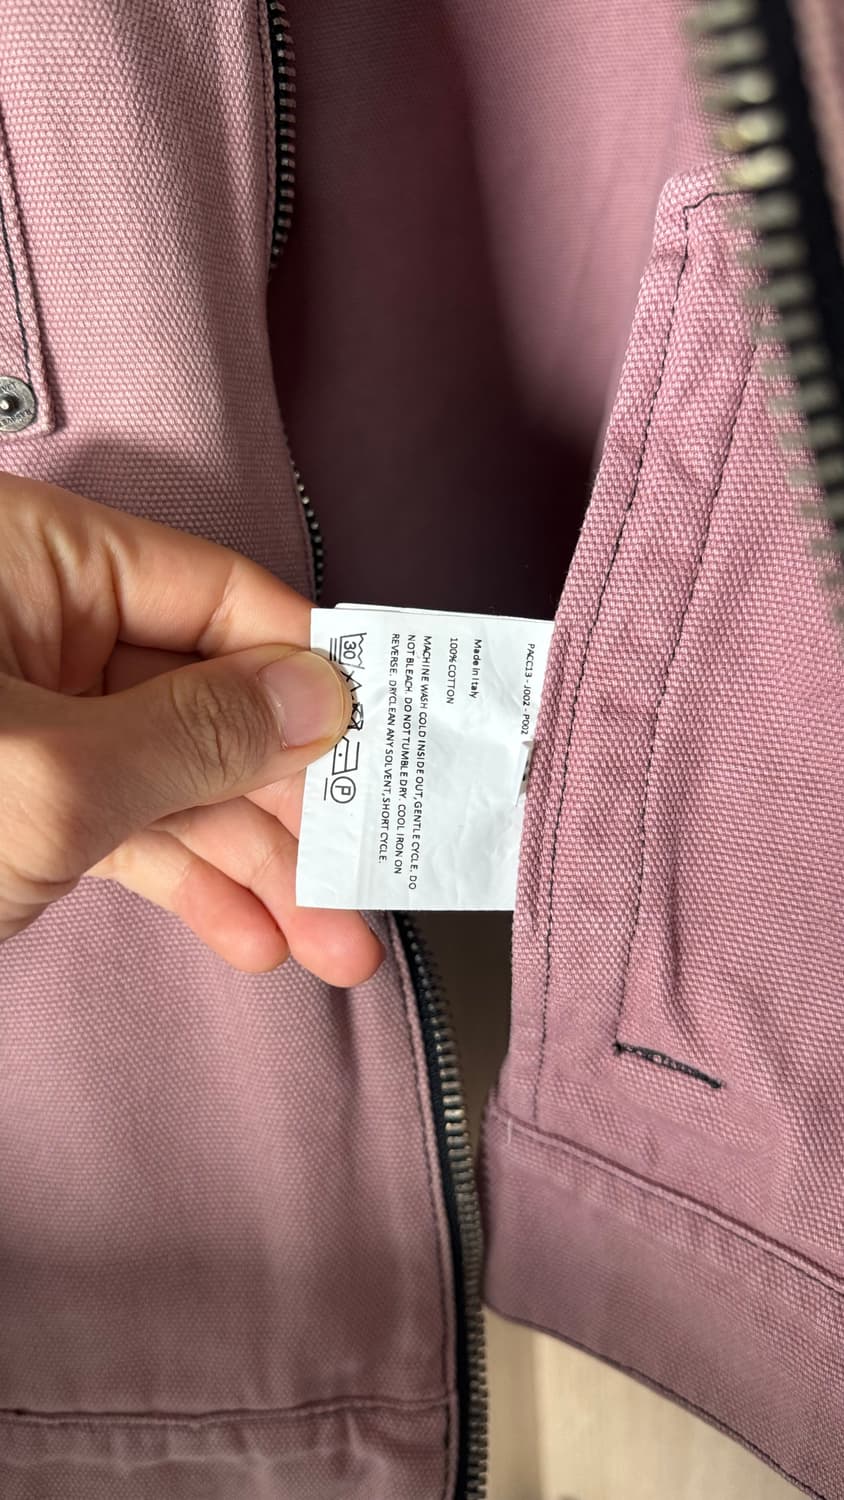 PACC13 - J002 - P002
Made in Italy
100% COTTON
MACHINE WASH COLD INSIDE OUT, GENTLE CYCLE. DO
NOT BLEACH. DO NOT TUMBLE DRY. COOL IRON ON
REVERSE. DRYCLEAN ANY SOLVENT, SHORT CYCLE.
30
P